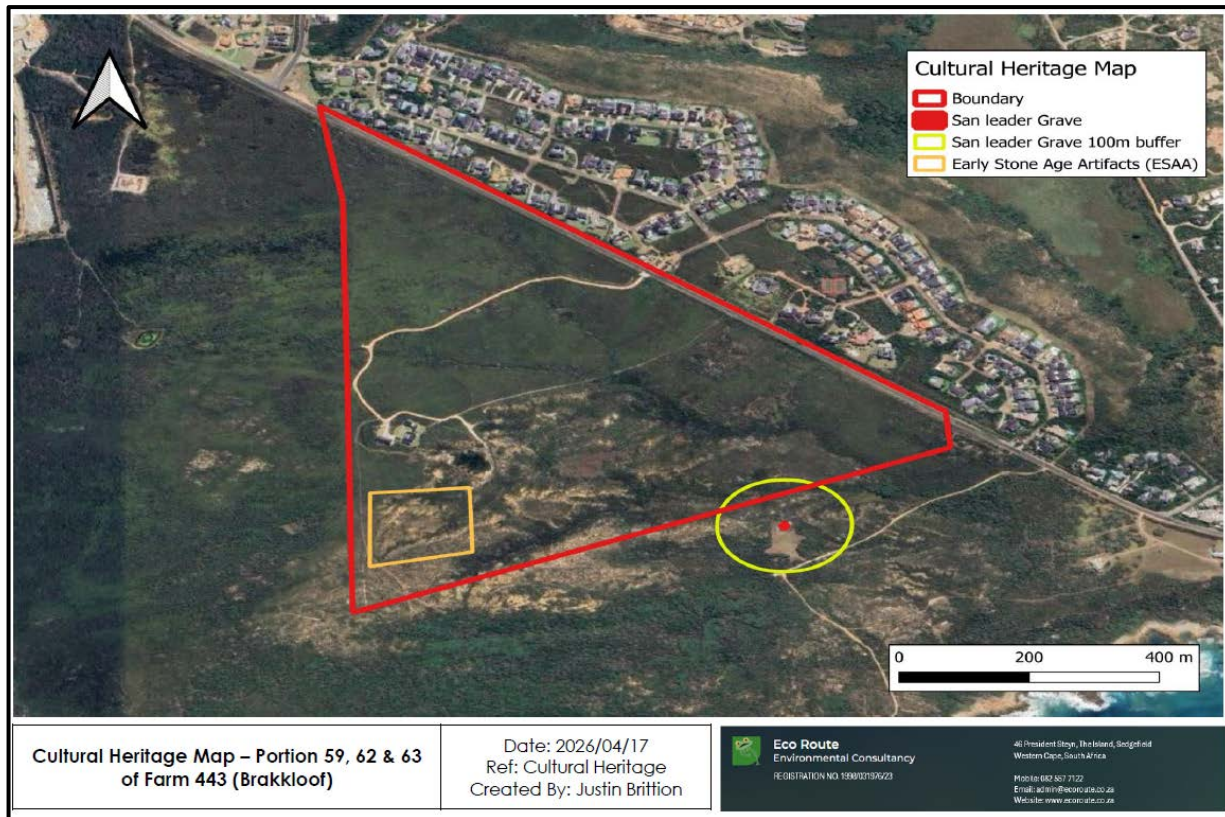 Cultural Heritage Map
Boundary
San leader Grave
San leader Grave 100m buffer
Early Stone Age Artifacts (ESAA)
0 200 400 m
Cultural Heritage Map – Portion 59, 62 & 63
of Farm 443 (Brakkloof)
Date: 2026/04/17
Ref: Cultural Heritage
Created By: Justin Brittion
Eco Route
Environmental Consultancy
REGISTRATION NO. 1998/031976/23
46 President Steyn, The Island, Sedgefield
Western Cape, South Africa
Mobile: 082 557 7122
Email: admin@ecoroute.co.za
Website: www.ecoroute.co.za